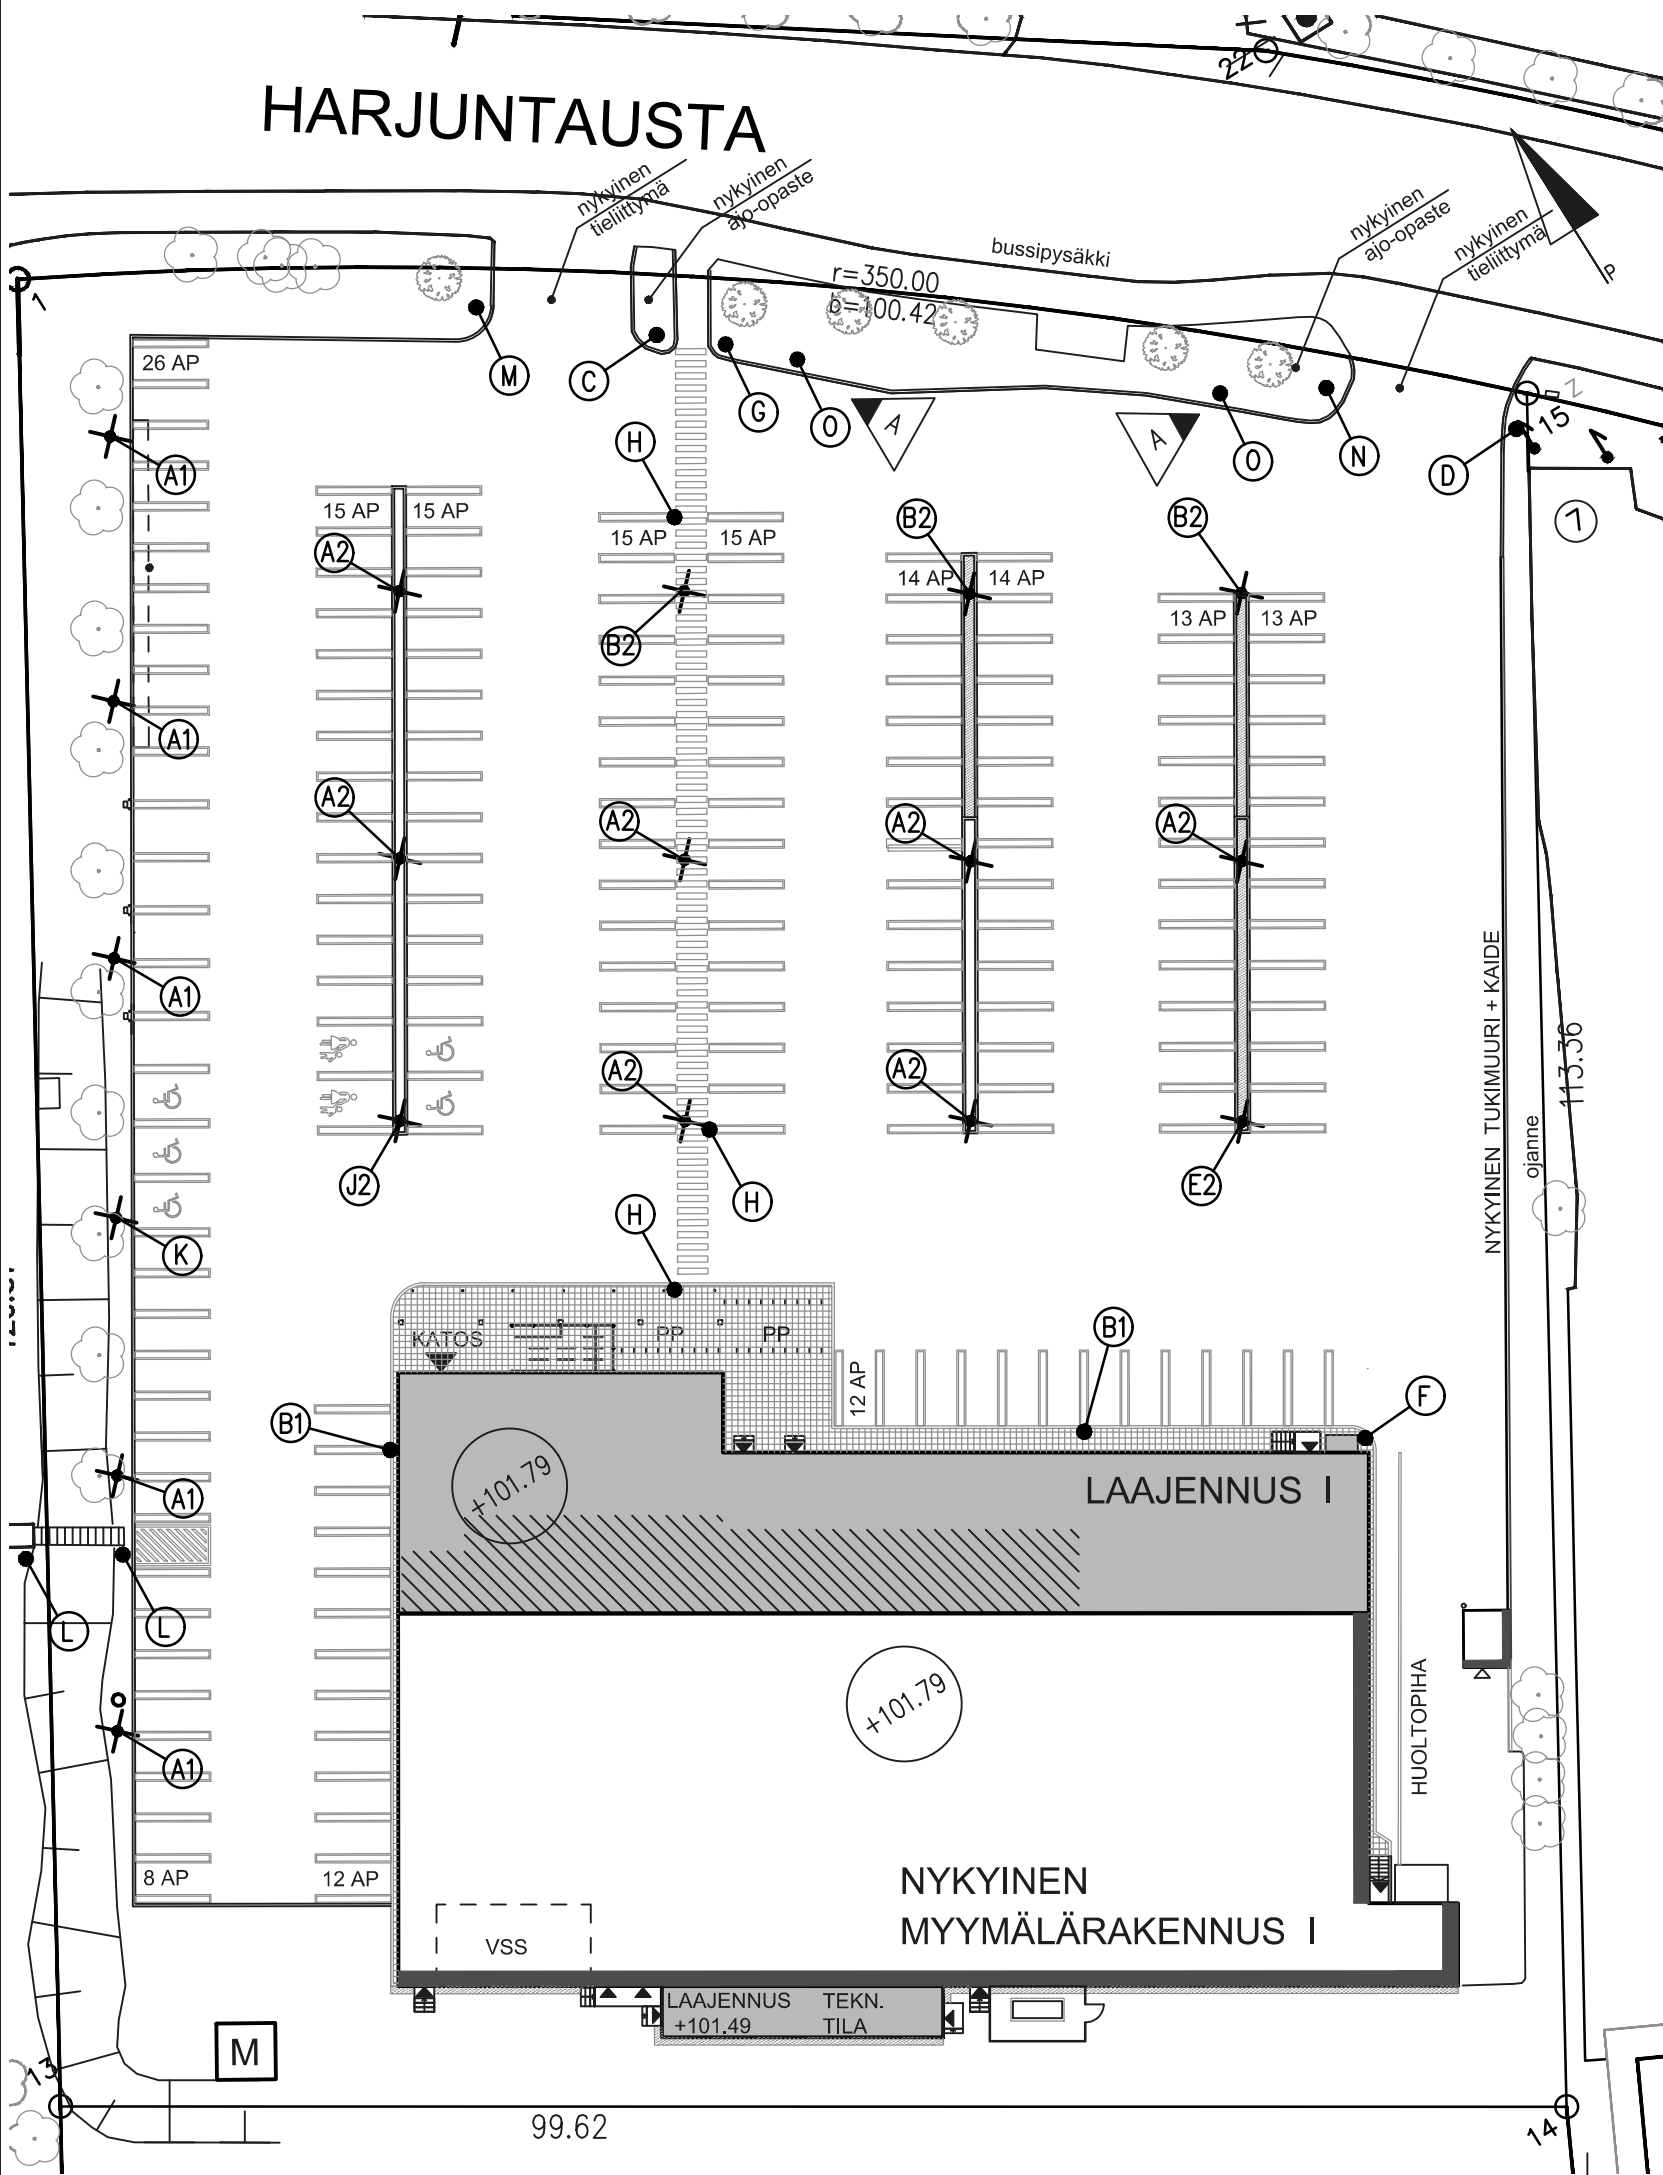 22
HARJUNTAUSTA
nykyinen
tieliittymä
nykyinen
ajo-opaste
bussipysäkki
nykyinen
ajo-opaste
nykyinen
tieliittymä
P
r=350.00
b=100.42
1
26 AP
M
C
G
O
A
A
O
N
D
15
Z
7
A1
H
15 AP
15 AP
A2
15 AP
15 AP
B2
B2
14 AP
14 AP
B2
13 AP
13 AP
A1
A2
A2
A2
A2
A1
A2
A2
NYKYINEN TUKIMUURI + KAIDE
ojanne
113.36
J2
H
E2
K
H
KATOS
PP
PP
B1
12 AP
F
B1
A1
+101.79
LAAJENNUS I
L
L
+101.79
HUOLTOPIHA
A1
8 AP
12 AP
NYKYINEN
MYYMÄLÄRAKENNUS I
VSS
LAAJENNUS TEKN.
+101.49 TILA
M
13
99.62
14